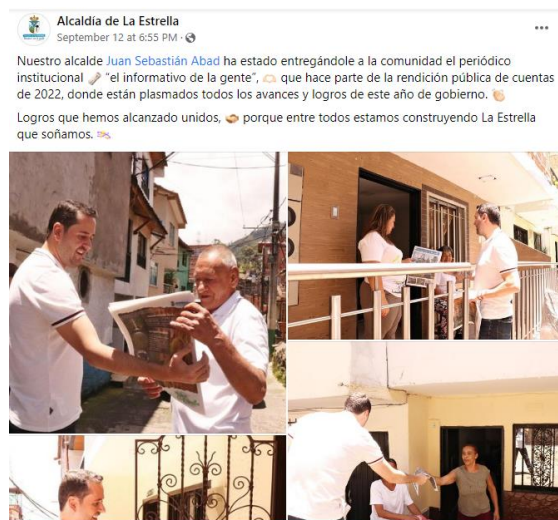 Alcaldía de La Estrella
September 12 at 6:55 PM ·
Nuestro alcalde Juan Sebastián Abad ha estado entregándole a la comunidad el periódico
institucional 🗞️ “el informativo de la gente”, 🫶🏻 que hace parte de la rendición pública de cuentas
de 2022, donde están plasmados todos los avances y logros de este año de gobierno. 👏🏻
Logros que hemos alcanzado unidos, 🤝 porque entre todos estamos construyendo La Estrella
que soñamos.